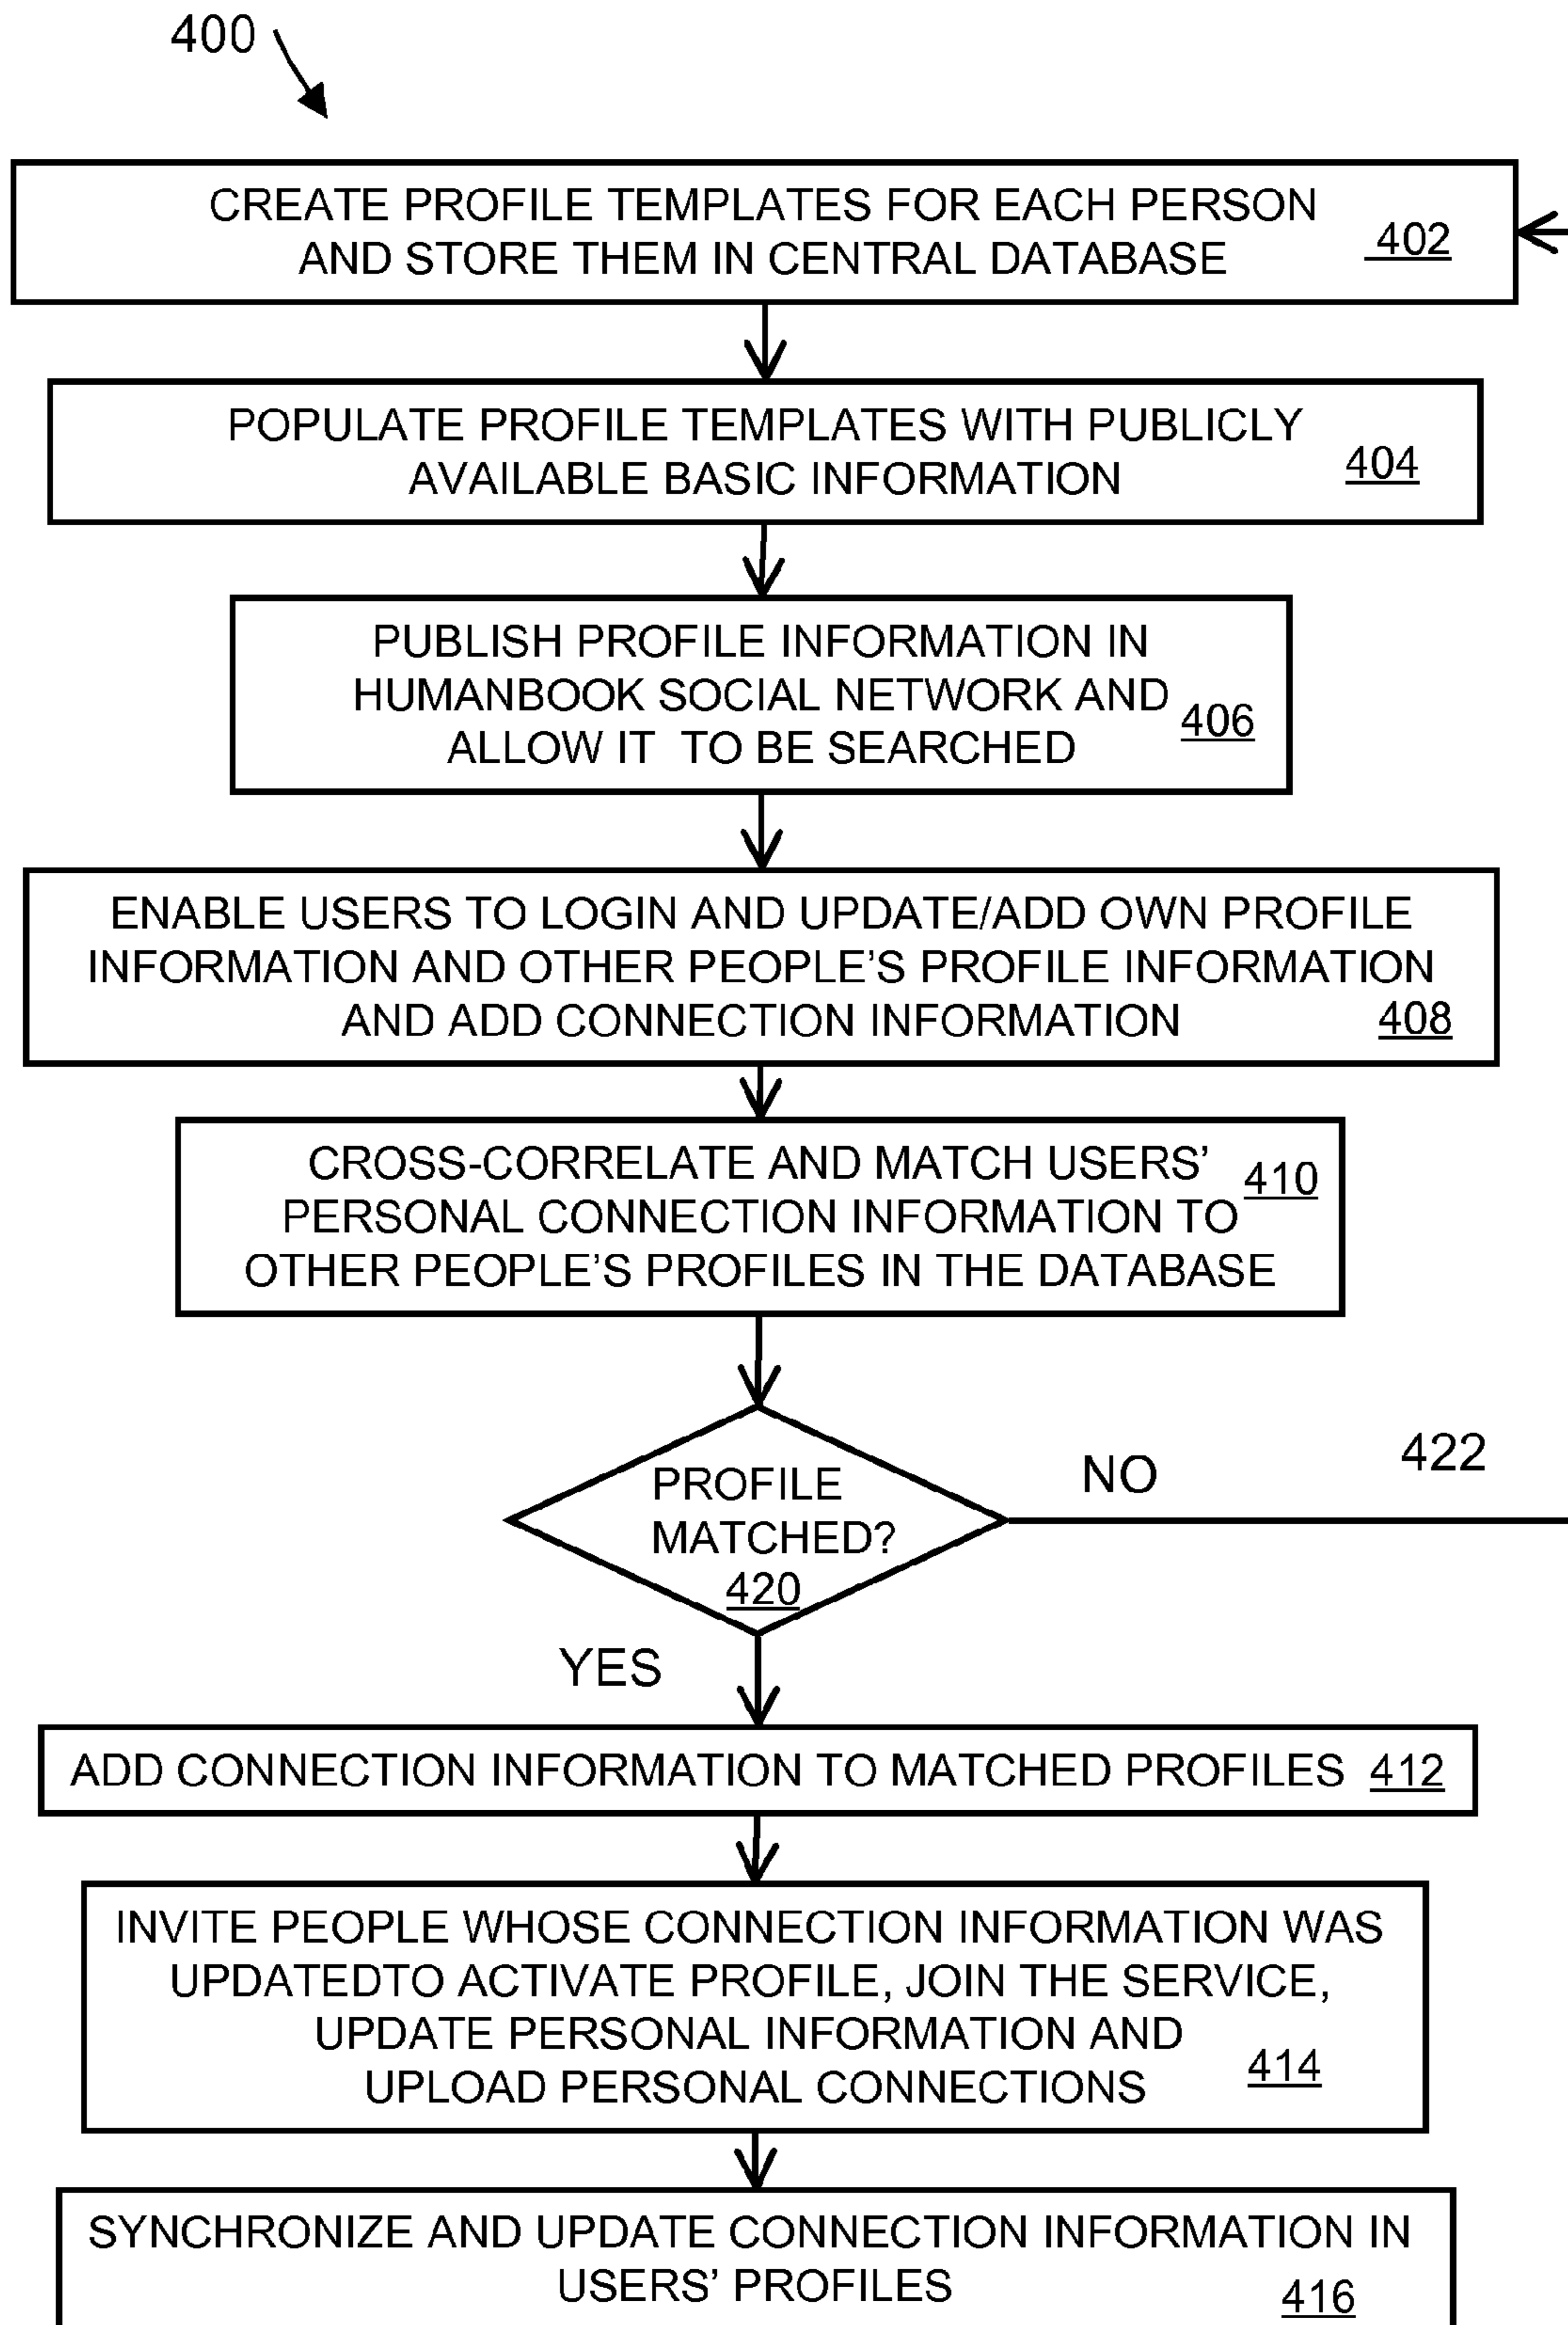 400
CREATE PROFILE TEMPLATES FOR EACH PERSON
AND STORE THEM IN CENTRAL DATABASE
402
POPULATE PROFILE TEMPLATES WITH PUBLICLY
AVAILABLE BASIC INFORMATION
404
PUBLISH PROFILE INFORMATION IN
HUMANBOOK SOCIAL NETWORK AND
ALLOW IT TO BE SEARCHED
406
ENABLE USERS TO LOGIN AND UPDATE/ADD OWN PROFILE
INFORMATION AND OTHER PEOPLE'S PROFILE INFORMATION
AND ADD CONNECTION INFORMATION
408
CROSS-CORRELATE AND MATCH USERS'
PERSONAL CONNECTION INFORMATION TO
OTHER PEOPLE'S PROFILES IN THE DATABASE
410
PROFILE
MATCHED?
420
NO
422
YES
ADD CONNECTION INFORMATION TO MATCHED PROFILES 412
INVITE PEOPLE WHOSE CONNECTION INFORMATION WAS
UPDATEDTO ACTIVATE PROFILE, JOIN THE SERVICE,
UPDATE PERSONAL INFORMATION AND
UPLOAD PERSONAL CONNECTIONS
414
SYNCHRONIZE AND UPDATE CONNECTION INFORMATION IN
USERS' PROFILES
416